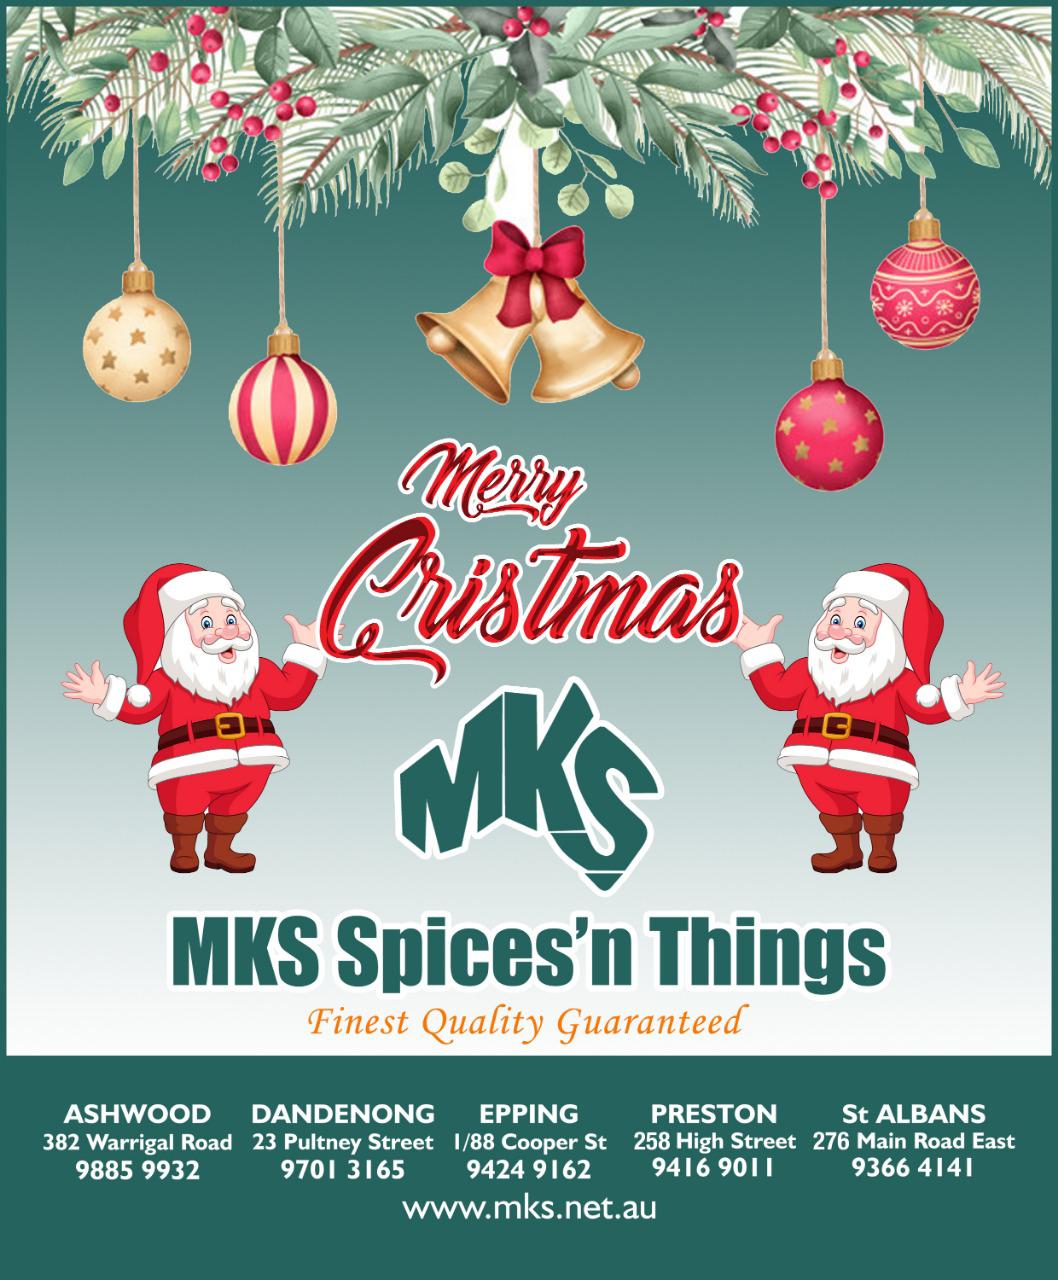 Merry
Cristmas
MKS
MKS Spices'n Things
Finest Quality Guaranteed
ASHWOOD DANDENONG EPPING PRESTON St ALBANS
382 Warrigal Road 23 Pultney Street 1/88 Cooper St 258 High Street 276 Main Road East
9885 9932 9701 3165 9424 9162 9416 9011 9366 4141
www.mks.net.au